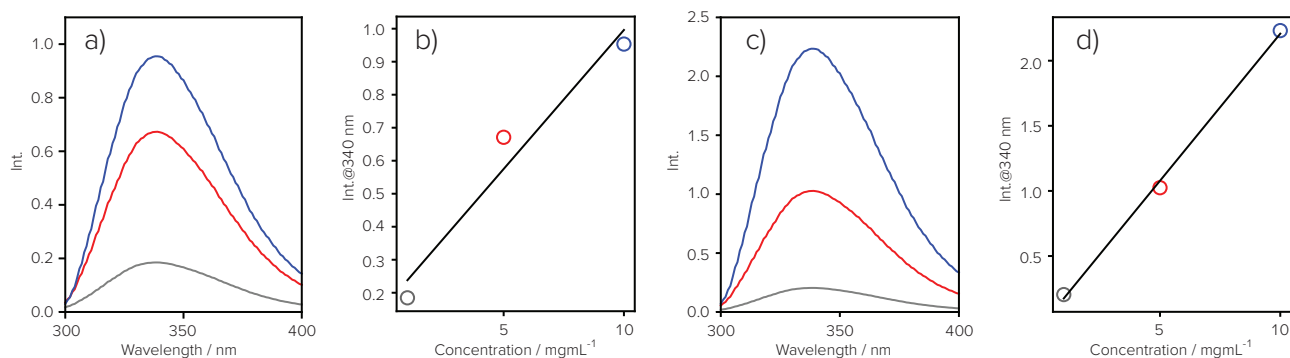 a)
1.0
0.8
0.6
0.4
0.2
0.0
Int.
300
350
400
Wavelength / nm
b)
1.0
0.9
0.8
0.7
0.6
0.5
0.4
0.3
0.2
Int.@340 nm
5
10
Concentration / mgmL⁻¹
c)
2.5
2.0
1.5
1.0
0.5
0.0
Int.
300
350
400
Wavelength / nm
d)
2.0
1.5
1.0
0.5
Int.@340 nm
5
10
Concentration / mgmL⁻¹